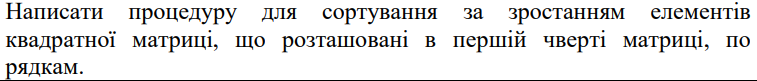 Написати процедуру для сортування за зростанням елементів
квадратної матриці, що розташовані в першій чверті матриці, по
рядкам.